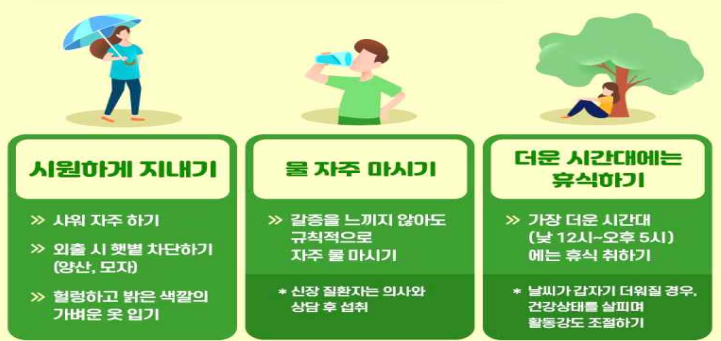 시원하게 지내기
» 샤워 자주 하기
» 외출 시 햇볕 차단하기
(양산, 모자)
» 헐렁하고 밝은 색깔의
가벼운 옷 입기
물 자주 마시기
» 갈증을 느끼지 않아도
규칙적으로
자주 물 마시기
* 신장 질환자는 의사와
상담 후 섭취
더운 시간대에는
휴식하기
» 가장 더운 시간대
(낮 12시~오후 5시)
에는 휴식 취하기
* 날씨가 갑자기 더워질 경우,
건강상태를 살피며
활동강도 조절하기